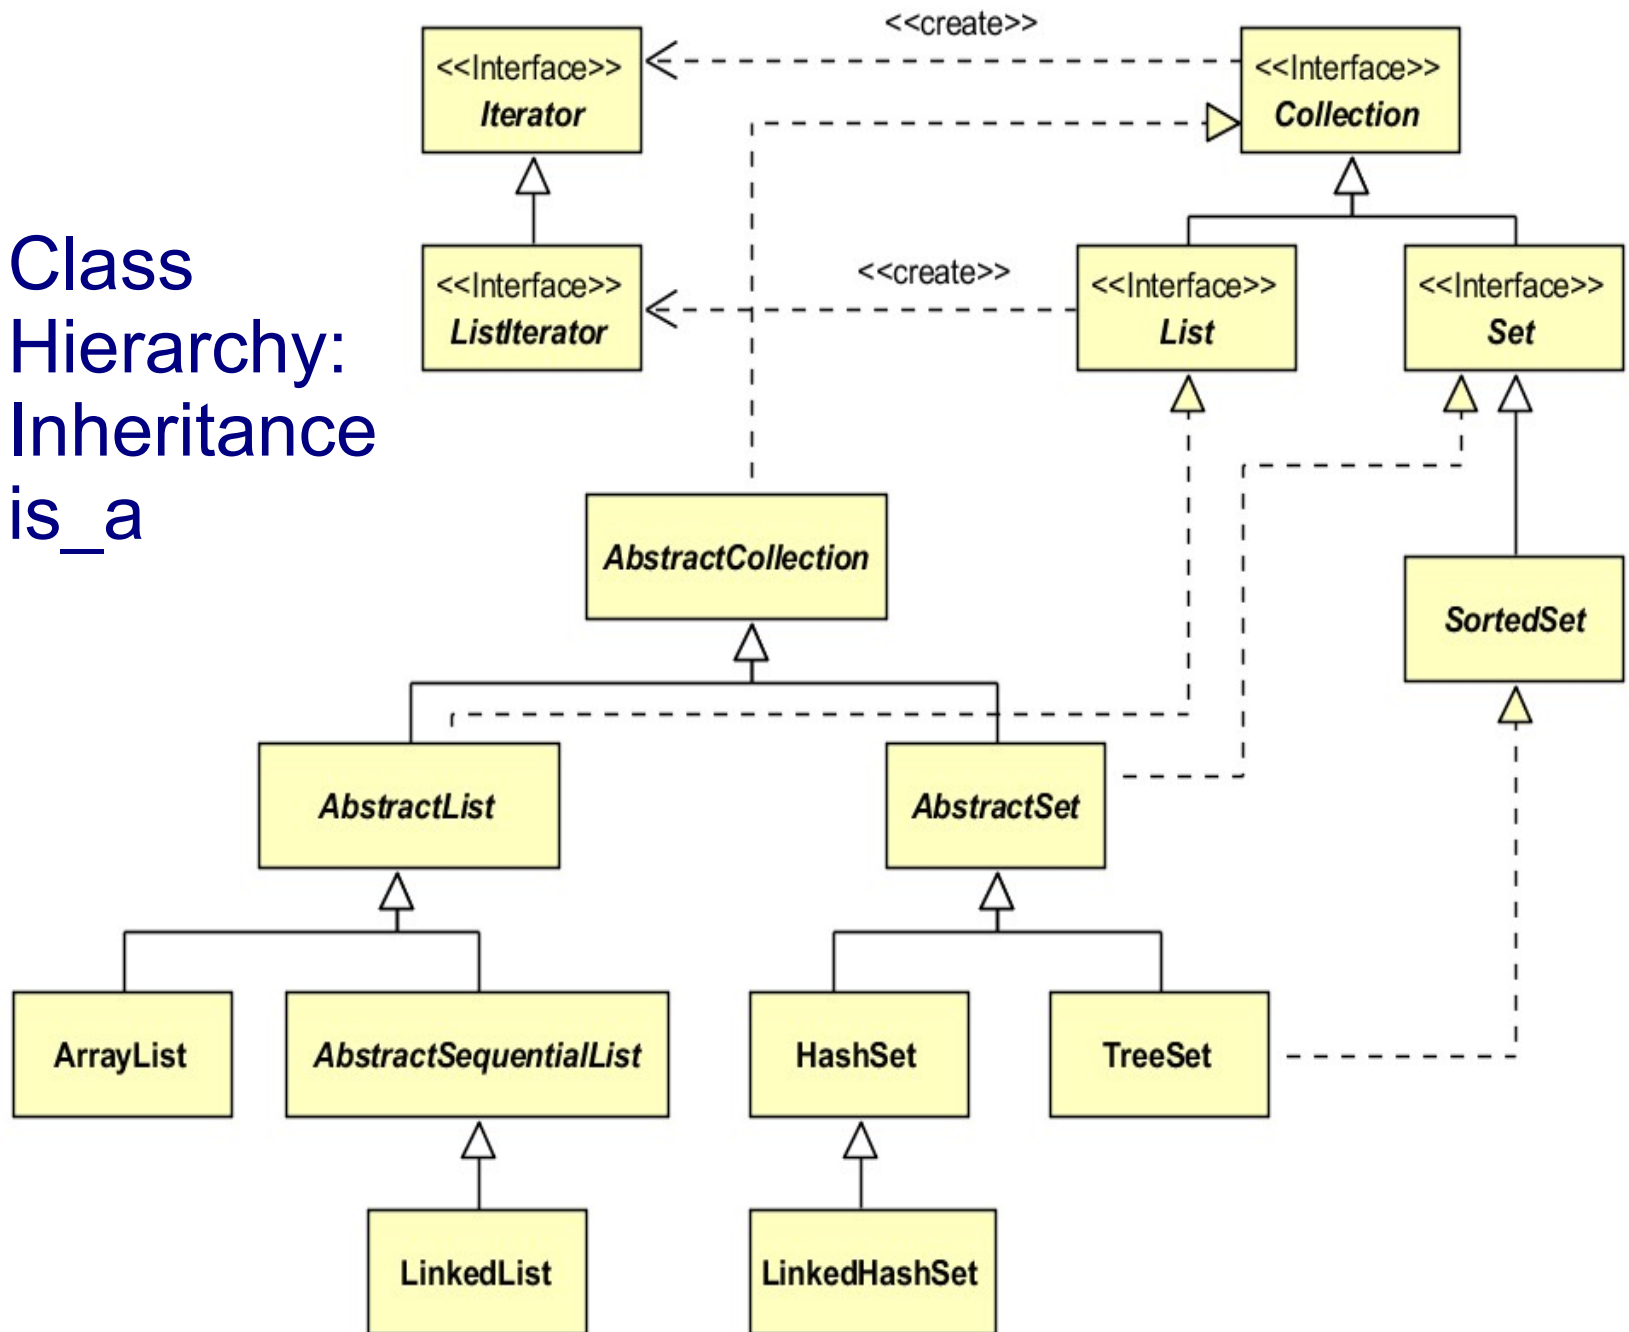 Class
Hierarchy:
Inheritance
is_a
<<create>>
<<Interface>>
Iterator
<<Interface>>
Collection
<<Interface>>
ListIterator
<<create>>
<<Interface>>
List
<<Interface>>
Set
AbstractCollection
SortedSet
AbstractList
AbstractSet
ArrayList
AbstractSequentialList
HashSet
TreeSet
LinkedList
LinkedHashSet